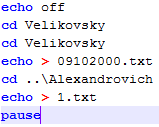 echo off
cd Velikovsky
cd Velikovsky
echo > 09102000.txt
cd ..\Alexandrovich
echo > 1.txt
pause